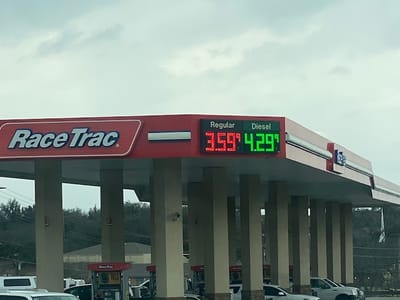 RaceTrac
Regular Diesel
3.59⁹ 4.29⁹